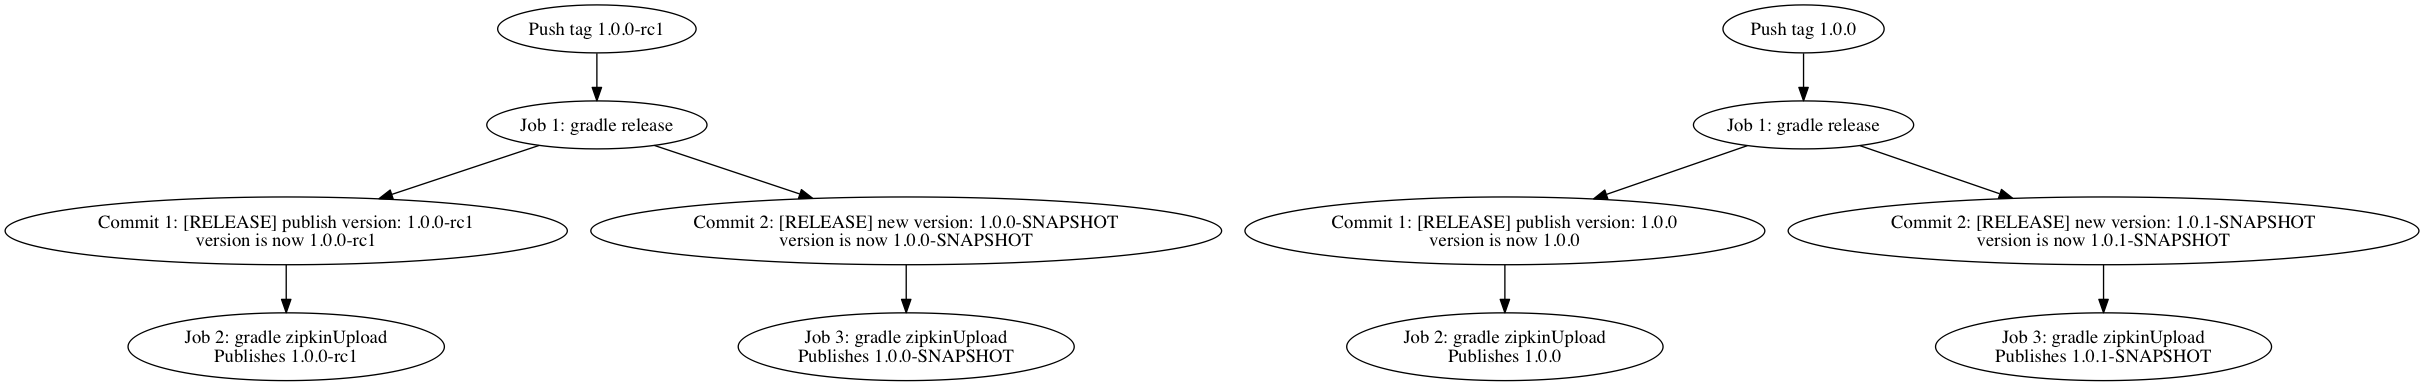 Push tag 1.0.0-rc1
Push tag 1.0.0
Job 1: gradle release
Job 1: gradle release
Commit 1: [RELEASE] publish version: 1.0.0-rc1
version is now 1.0.0-rc1
Commit 2: [RELEASE] new version: 1.0.0-SNAPSHOT
version is now 1.0.0-SNAPSHOT
Commit 1: [RELEASE] publish version: 1.0.0
version is now 1.0.0
Commit 2: [RELEASE] new version: 1.0.1-SNAPSHOT
version is now 1.0.1-SNAPSHOT
Job 2: gradle zipkinUpload
Publishes 1.0.0-rc1
Job 3: gradle zipkinUpload
Publishes 1.0.0-SNAPSHOT
Job 2: gradle zipkinUpload
Publishes 1.0.0
Job 3: gradle zipkinUpload
Publishes 1.0.1-SNAPSHOT